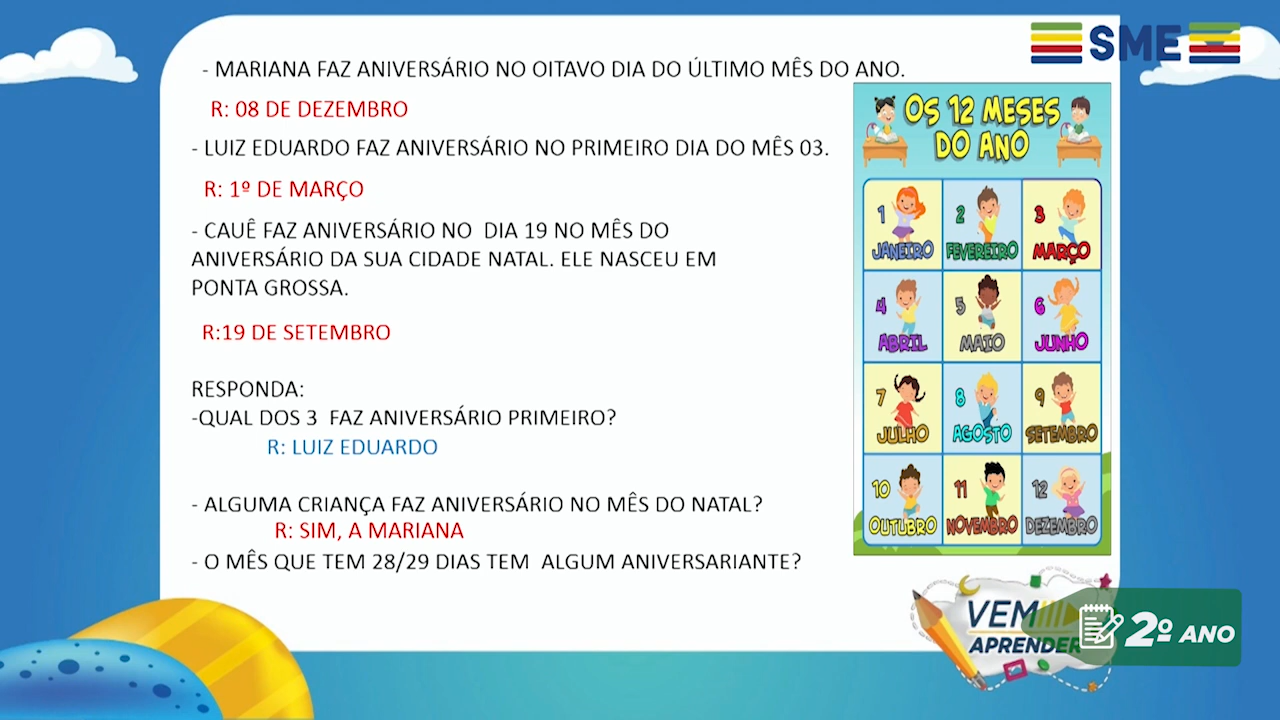 SME
- MARIANA FAZ ANIVERSÁRIO NO OITAVO DIA DO ÚLTIMO MÊS DO ANO.
R: 08 DE DEZEMBRO
- LUIZ EDUARDO FAZ ANIVERSÁRIO NO PRIMEIRO DIA DO MÊS 03.
R: 1º DE MARÇO
- CAUÊ FAZ ANIVERSÁRIO NO DIA 19 NO MÊS DO
ANIVERSÁRIO DA SUA CIDADE NATAL. ELE NASCEU EM
PONTA GROSSA.
R:19 DE SETEMBRO
RESPONDA:
-QUAL DOS 3 FAZ ANIVERSÁRIO PRIMEIRO?
R: LUIZ EDUARDO
- ALGUMA CRIANÇA FAZ ANIVERSÁRIO NO MÊS DO NATAL?
R: SIM, A MARIANA
- O MÊS QUE TEM 28/29 DIAS TEM ALGUM ANIVERSARIANTE?
OS 12 MESES
DO ANO
1 JANEIRO
2 FEVEREIRO
3 MARÇO
4 ABRIL
5 MAIO
6 JUNHO
7 JULHO
8 AGOSTO
9 SETEMBRO
10 OUTUBRO
11 NOVEMBRO
12 DEZEMBRO
VEM
APRENDER
2º ANO